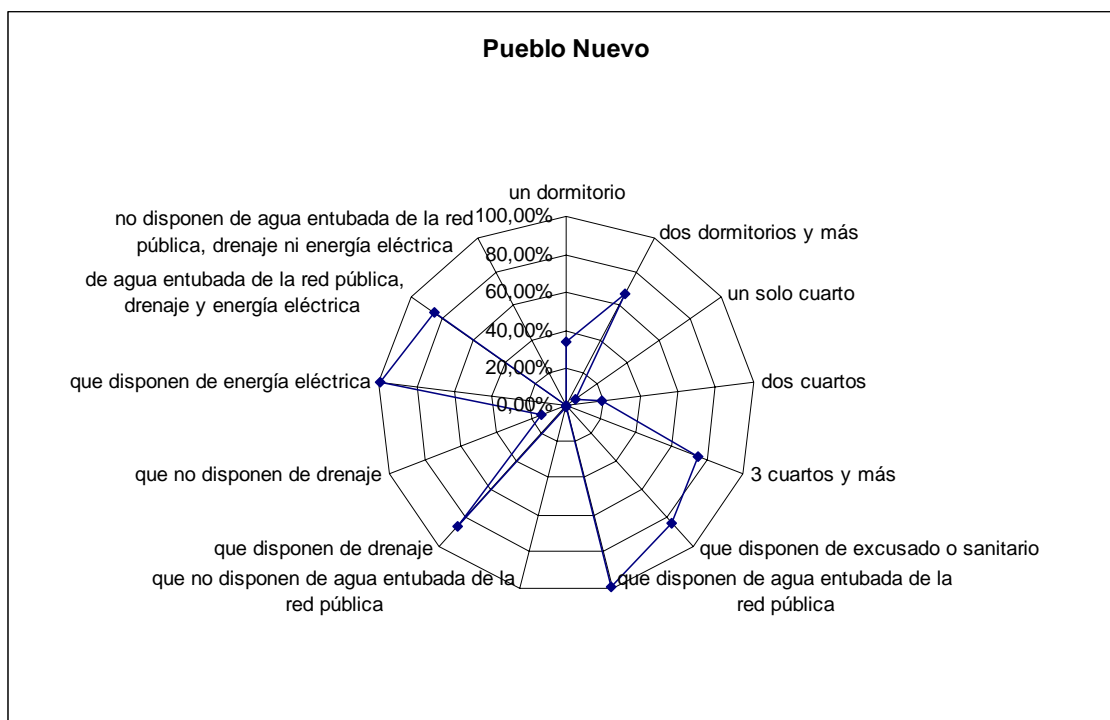 Pueblo Nuevo
un dormitorio
dos dormitorios y más
un solo cuarto
dos cuartos
3 cuartos y más
que disponen de excusado o sanitario
que disponen de agua entubada de la
red pública
que no disponen de agua entubada de la
red pública
que disponen de drenaje
que no disponen de drenaje
que disponen de energía eléctrica
de agua entubada de la red pública,
drenaje y energía eléctrica
no disponen de agua entubada de la red
pública, drenaje ni energía eléctrica
100,00%
80,00%
60,00%
40,00%
20,00%
0,00%